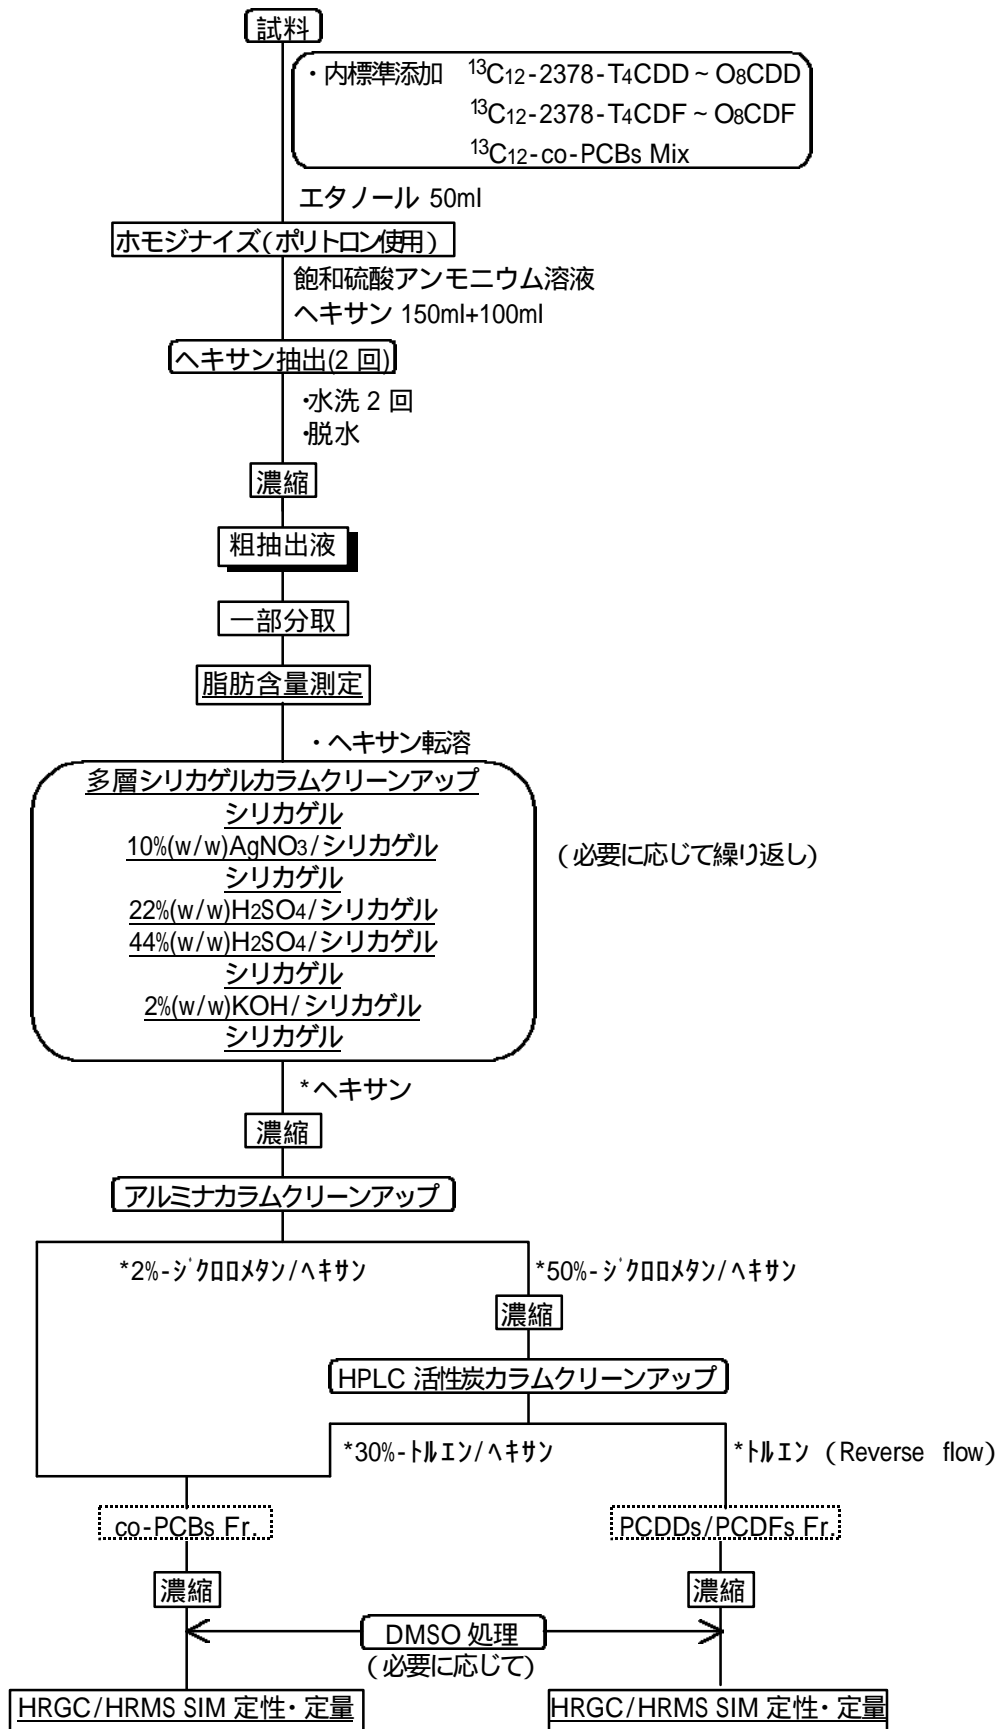 試料
・内標準添加 13C12-2378-T4CDD ~ O8CDD
13C12-2378-T4CDF ~ O8CDF
13C12-co-PCBs Mix
エタノール 50ml
ホモジナイズ(ポリトロン使用)
飽和硫酸アンモニウム溶液
ヘキサン 150ml+100ml
ヘキサン抽出(2 回)
・水洗 2 回
・脱水
濃縮
粗抽出液
一部分取
脂肪含量測定
・ヘキサン転溶
多層シリカゲルカラムクリーンアップ
シリカゲル
10%(w/w)AgNO3/シリカゲル
(必要に応じて繰り返し)
シリカゲル
22%(w/w)H2SO4/シリカゲル
44%(w/w)H2SO4/シリカゲル
シリカゲル
2%(w/w)KOH/シリカゲル
シリカゲル
*ヘキサン
濃縮
アルミナカラムクリーンアップ
*2%-ジクロロメタン/ヘキサン
*50%-ジクロロメタン/ヘキサン
濃縮
HPLC 活性炭カラムクリーンアップ
*30%-トルエン/ヘキサン
*トルエン (Reverse flow)
co-PCBs Fr.
PCDDs/PCDFs Fr.
濃縮
濃縮
DMSO 処理
(必要に応じて)
HRGC/HRMS SIM 定性・定量
HRGC/HRMS SIM 定性・定量